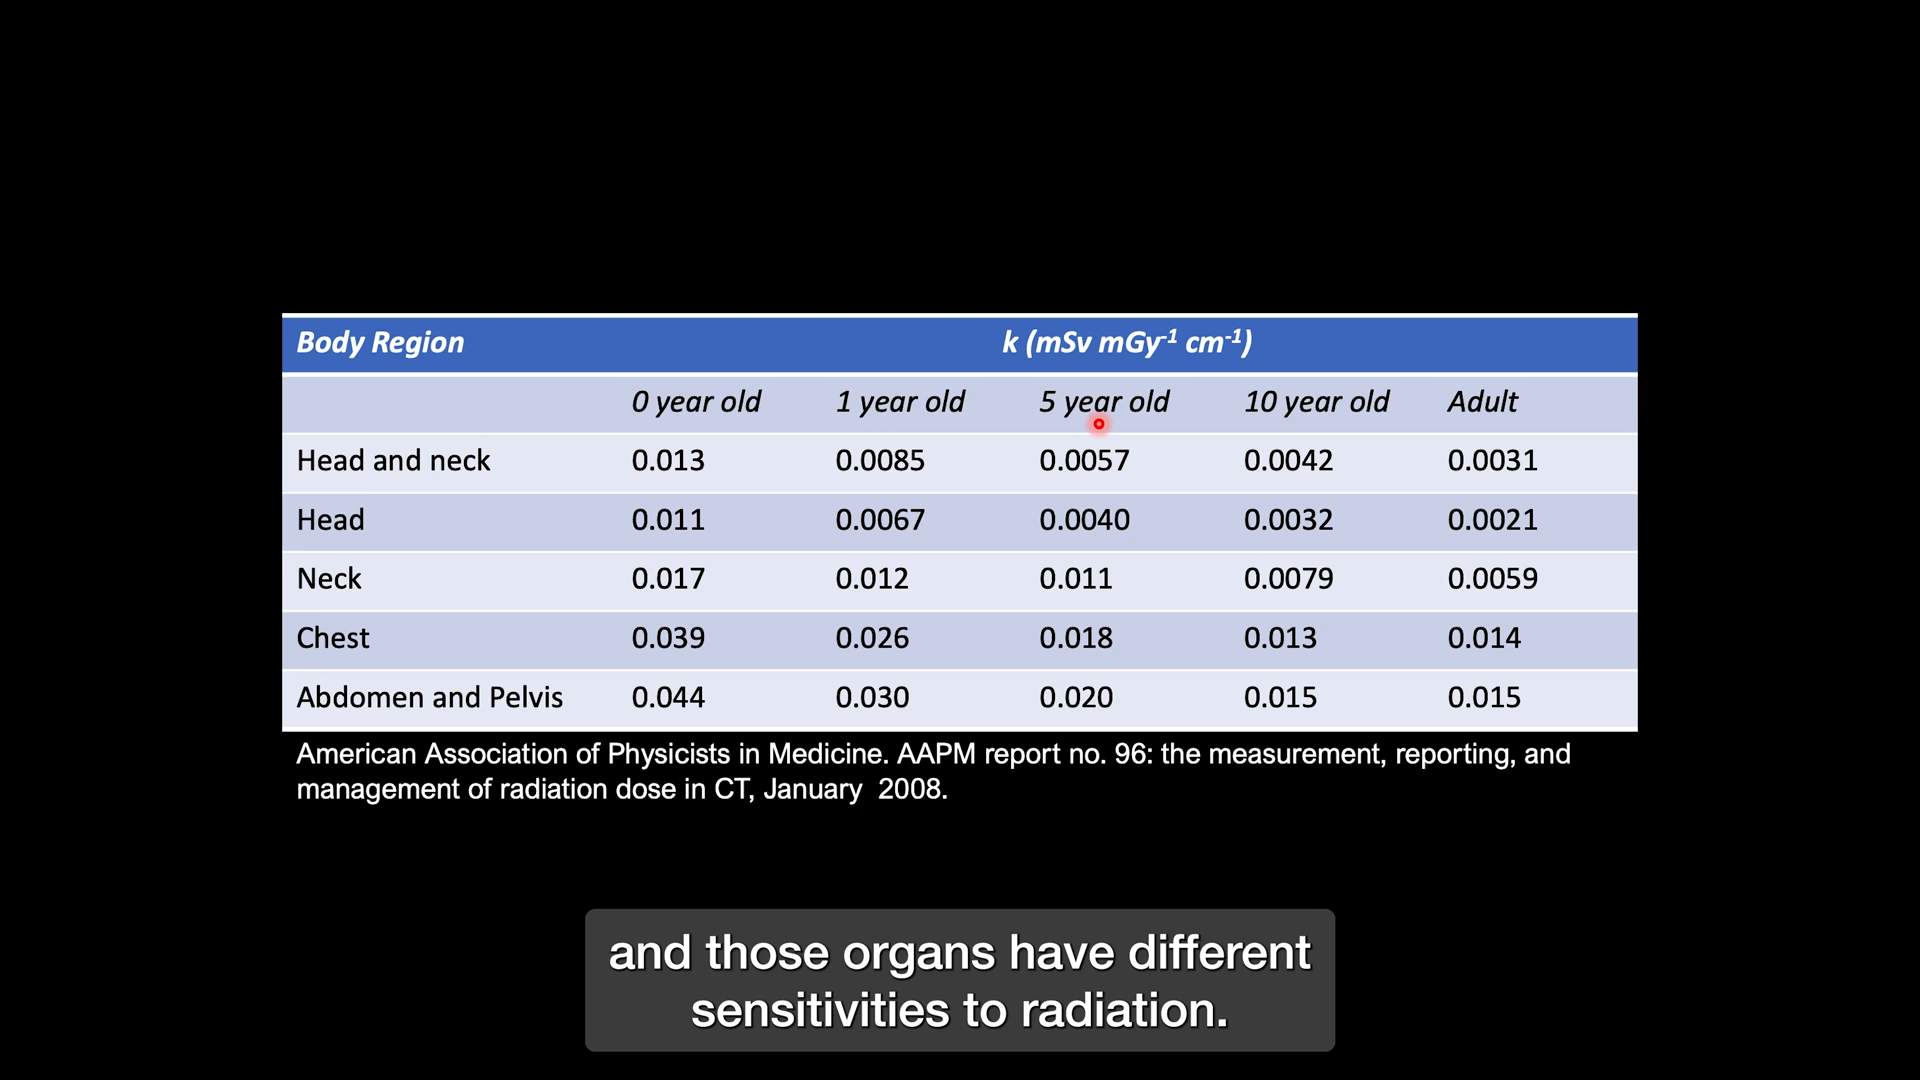 Body Region k (mSv mGy-1 cm-1)
0 year old 1 year old 5 year old 10 year old Adult
Head and neck 0.013 0.0085 0.0057 0.0042 0.0031
Head 0.011 0.0067 0.0040 0.0032 0.0021
Neck 0.017 0.012 0.011 0.0079 0.0059
Chest 0.039 0.026 0.018 0.013 0.014
Abdomen and Pelvis 0.044 0.030 0.020 0.015 0.015
American Association of Physicists in Medicine. AAPM report no. 96: the measurement, reporting, and
management of radiation dose in CT, January 2008.
and those organs have different
sensitivities to radiation.